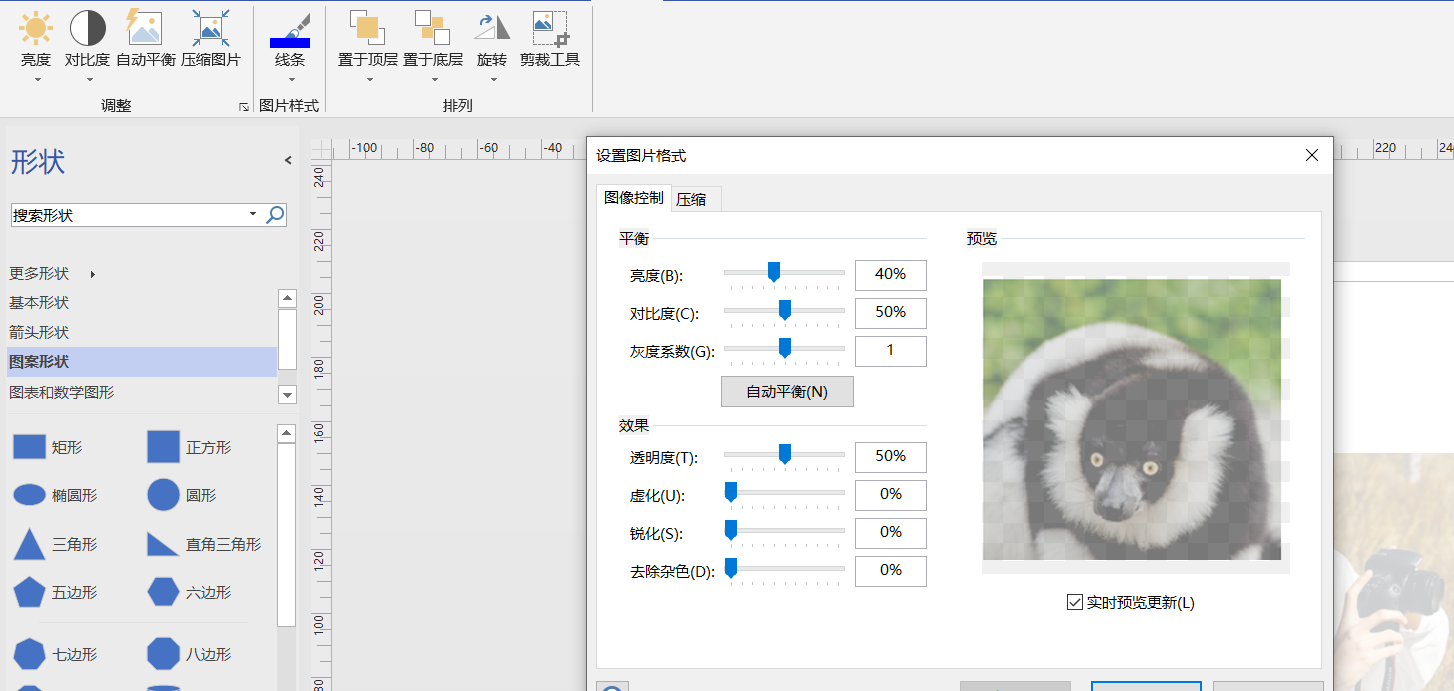 亮度 对比度 自动平衡 压缩图片 线条 置于顶层 置于底层 旋转 剪裁工具
调整 图片样式 排列
形状
搜索形状
更多形状
基本形状
箭头形状
图案形状
图表和数学图形
矩形 正方形
椭圆形 圆形
三角形 直角三角形
五边形 六边形
七边形 八边形
-100 -80 -60 -40 220
240
220
200
180
160
140
120
100
设置图片格式
图像控制 压缩
平衡
亮度(B): 40%
对比度(C): 50%
灰度系数(G): 1
自动平衡(N)
效果
透明度(T): 50%
虚化(U): 0%
锐化(S): 0%
去除杂色(D): 0%
预览
实时预览更新(L)